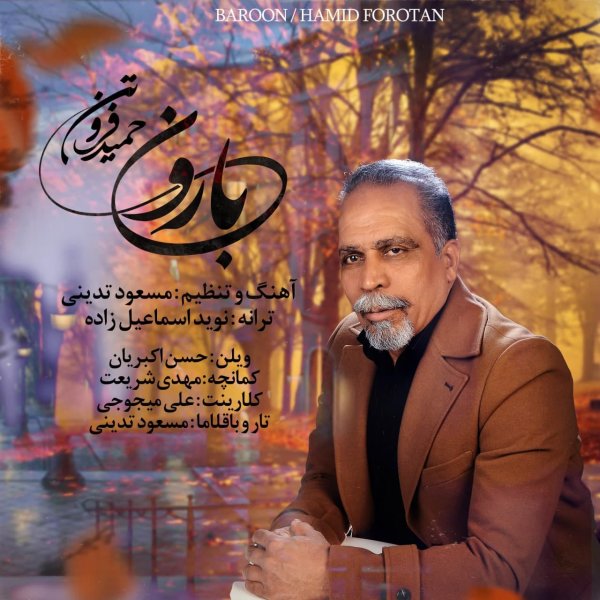 BAROON / HAMID FOROTAN
حمید فروتن
بارون
آهنگ و تنظیم : مسعود تدینی
ترانه : نوید اسماعیل زاده
ویلن : حسن اکبریان
کمانچه : مهدی شریعت
کلارینت : علی میجوجی
تار و باقلاما : مسعود تدینی